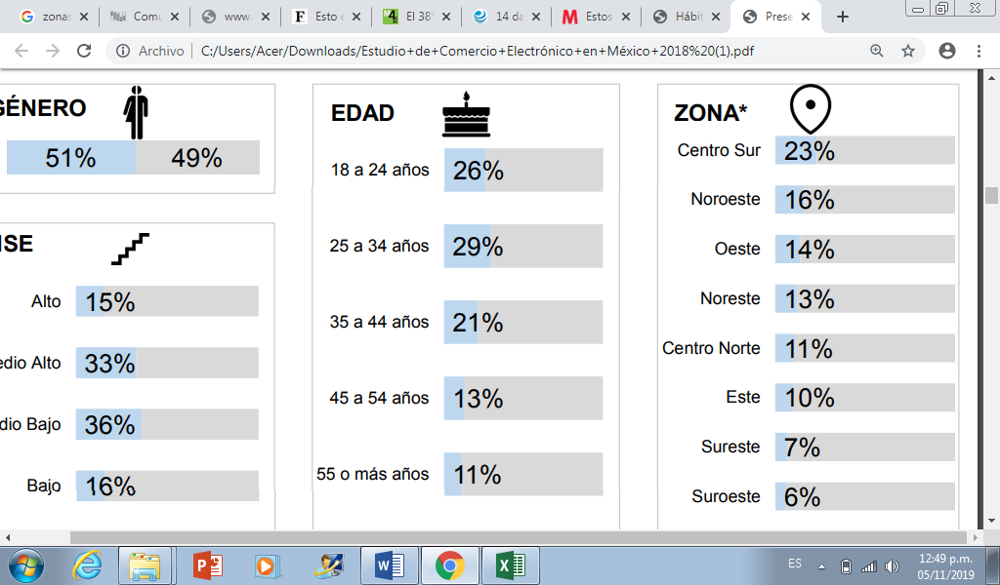 zonas
Comu
www.
F Esto e
El 38
14 da
M Estos
Hábit
Prese
Archivo | C:/Users/Acer/Downloads/Estudio+de+Comercio+Electrónico+en+México+2018%20(1).pdf
GÉNERO
51% 49%
ISE
Alto 15%
edio Alto 33%
dio Bajo 36%
Bajo 16%
EDAD
18 a 24 años 26%
25 a 34 años 29%
35 a 44 años 21%
45 a 54 años 13%
55 o más años 11%
ZONA*
Centro Sur 23%
Noroeste 16%
Oeste 14%
Noreste 13%
Centro Norte 11%
Este 10%
Sureste 7%
Suroeste 6%
ES
12:49 p.m.
05/11/2019